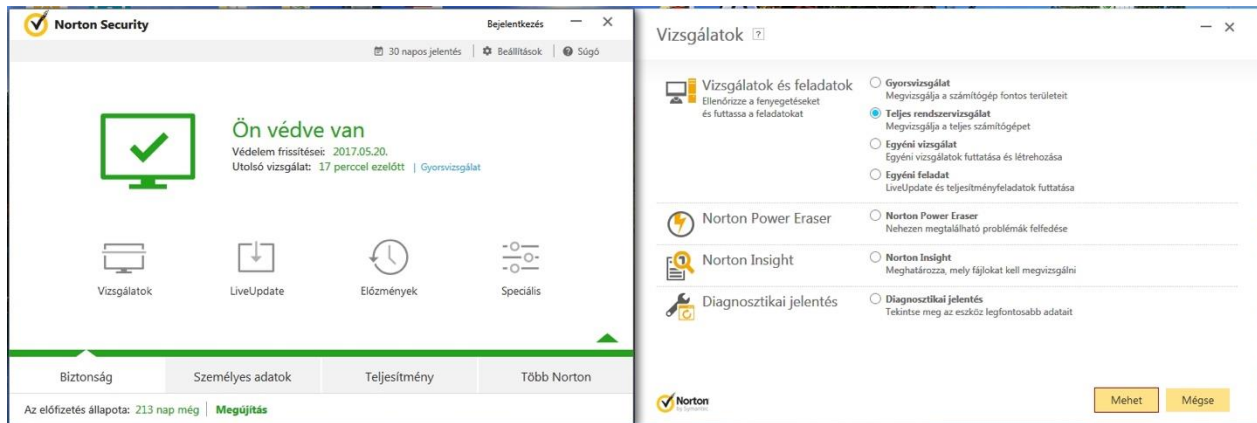 Norton Security
Bejelentkezés
30 napos jelentés
Beállítások
Súgó
Ön védve van
Védelem frissítései: 2017.05.20.
Utolsó vizsgálat: 17 perccel ezelőtt | Gyorsvizsgálat
Vizsgálatok
LiveUpdate
Előzmények
Speciális
Biztonság
Személyes adatok
Teljesítmény
Több Norton
Az előfizetés állapota: 213 nap még | Megújítás
Vizsgálatok ?
Vizsgálatok és feladatok
Ellenőrizze a fenyegetéseket
és futtassa a feladatokat
Gyorsvizsgálat
Megvizsgálja a számítógép fontos területeit
Teljes rendszervizsgálat
Megvizsgálja a teljes számítógépet
Egyéni vizsgálat
Egyéni vizsgálatok futtatása és létrehozása
Egyéni feladat
LiveUpdate és teljesítményfeladatok futtatása
Norton Power Eraser
Norton Power Eraser
Nehezen megtalálható problémák felfedése
Norton Insight
Norton Insight
Meghatározza, mely fájlokat kell megvizsgálni
Diagnosztikai jelentés
Diagnosztikai jelentés
Tekintse meg az eszköz legfontosabb adatait
Norton
by Symantec
Mehet
Mégse